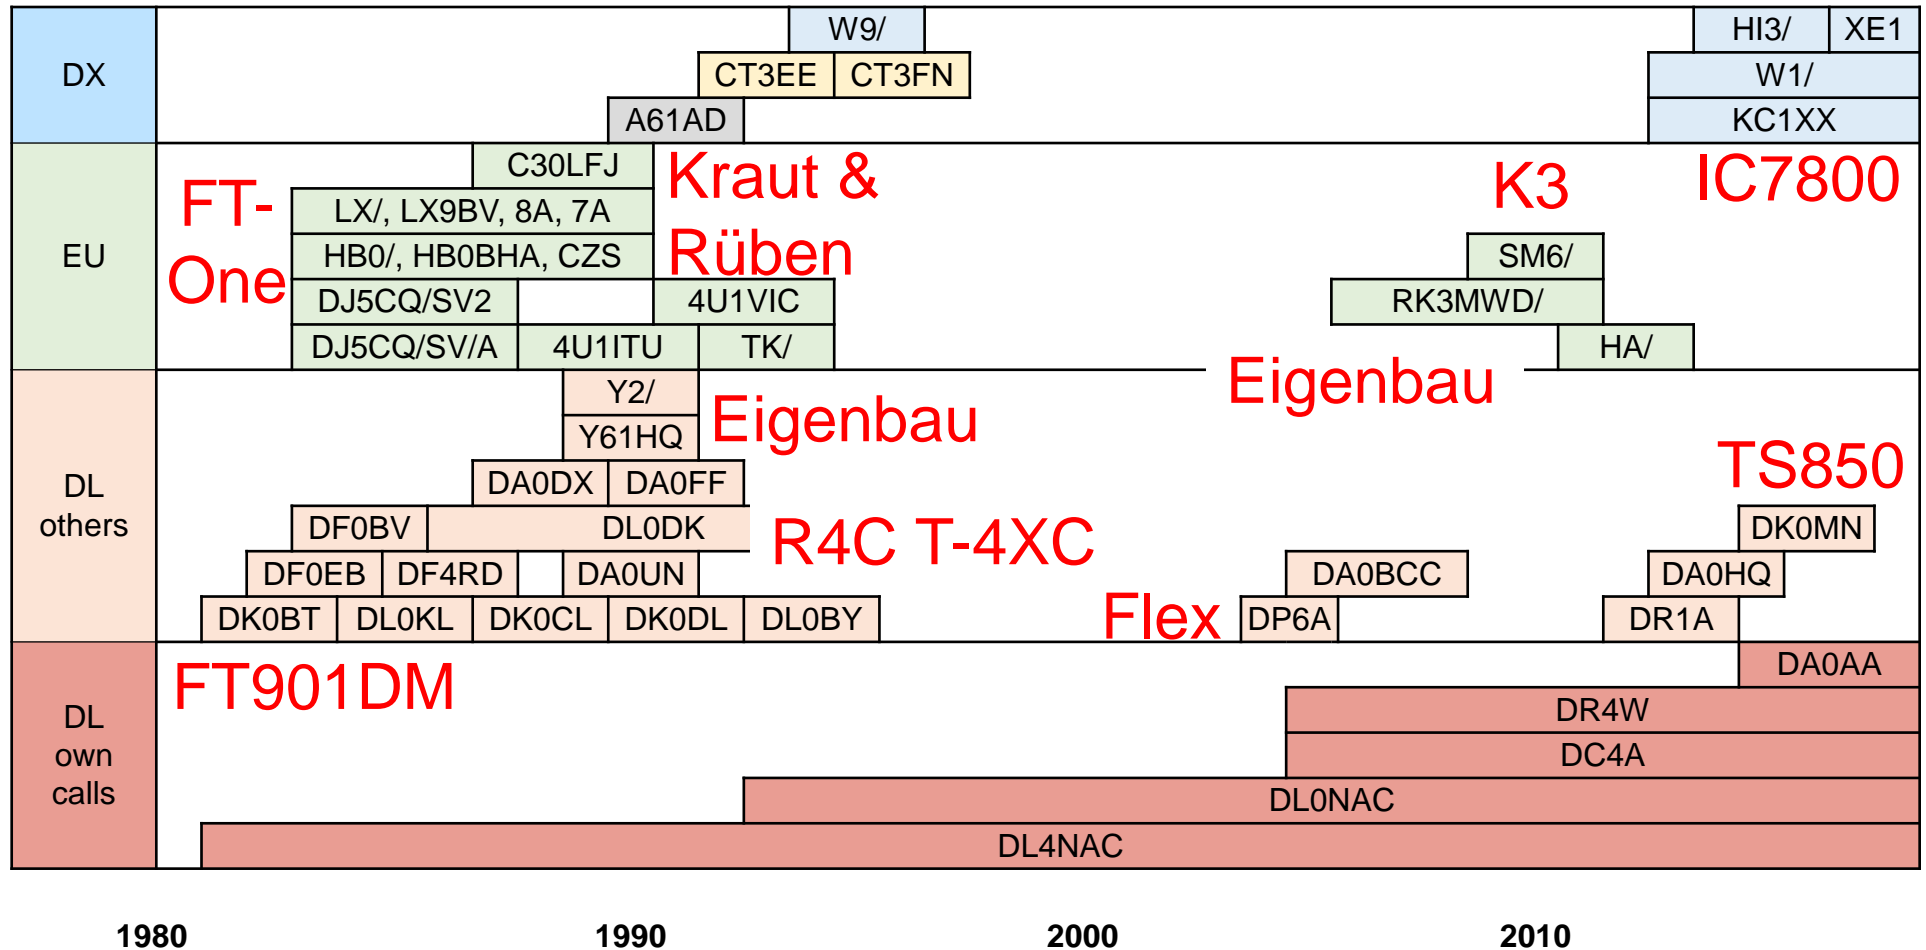 W9/ HI3/ XE1
DX CT3EE CT3FN W1/
A61AD KC1XX
C30LFJ Kraut & K3 IC7800
FT- LX/, LX9BV, 8A, 7A
EU HB0/, HB0BHA, CZS Rüben SM6/
One DJ5CQ/SV2 4U1VIC RK3MWD/
DJ5CQ/SV/A 4U1ITU TK/ HA/
Y2/ Eigenbau
Y61HQ Eigenbau
DL DA0DX DA0FF TS850
others DF0BV DL0DK R4C T-4XC DK0MN
DF0EB DF4RD DA0UN DA0BCC DA0HQ
DK0BT DL0KL DK0CL DK0DL DL0BY Flex DP6A DR1A
FT901DM DA0AA
DL DR4W
own DC4A
calls DL0NAC
DL4NAC
1980 1990 2000 2010